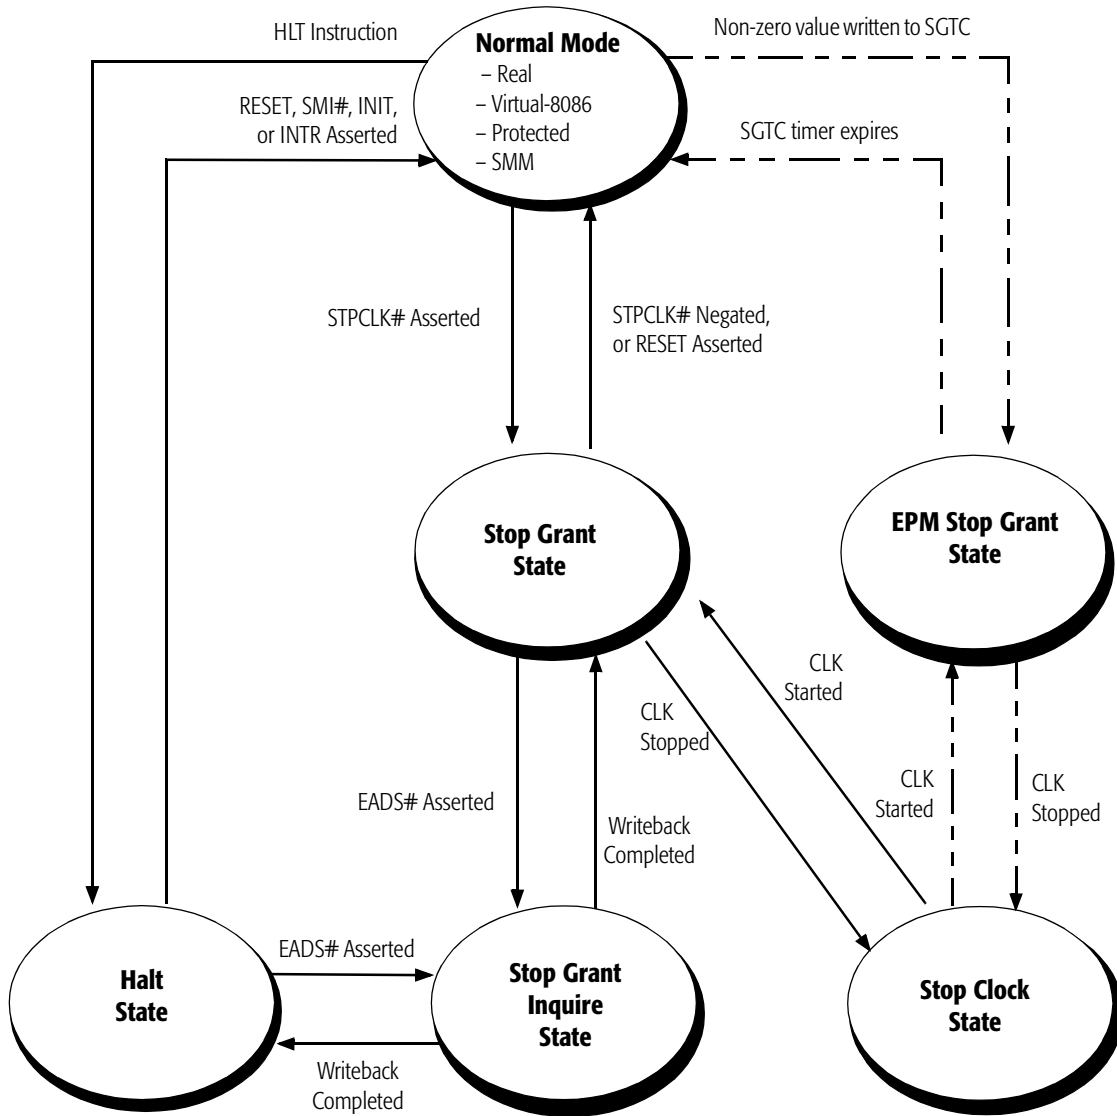 HLT Instruction
Normal Mode
– Real
– Virtual-8086
– Protected
– SMM
Non-zero value written to SGTC
RESET, SMI#, INIT,
or INTR Asserted
SGTC timer expires
STPCLK# Asserted
STPCLK# Negated,
or RESET Asserted
Stop Grant
State
EPM Stop Grant
State
CLK
Started
CLK
Stopped
EADS# Asserted
Writeback
Completed
CLK
Started
CLK
Stopped
Halt
State
EADS# Asserted
Stop Grant
Inquire
State
Stop Clock
State
Writeback
Completed